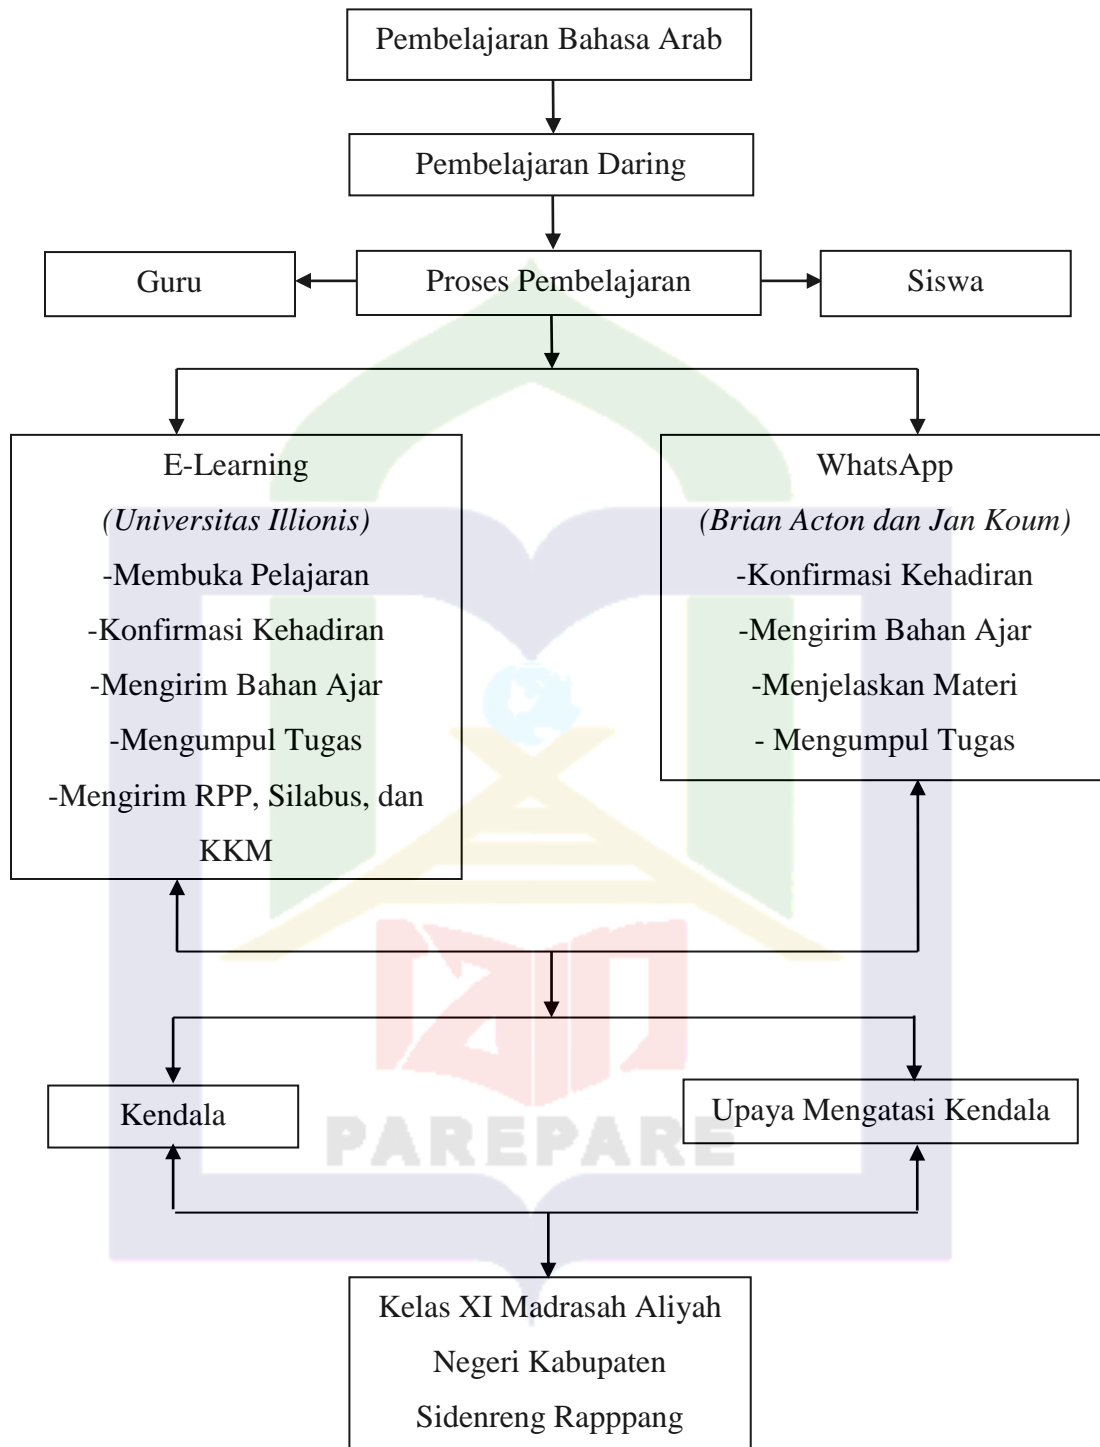 Pembelajaran Bahasa Arab
Pembelajaran Daring
Guru
Proses Pembelajaran
Siswa
E-Learning
(Universitas Illionis)
-Membuka Pelajaran
-Konfirmasi Kehadiran
-Mengirim Bahan Ajar
-Mengumpul Tugas
-Mengirim RPP, Silabus, dan
KKM
WhatsApp
(Brian Acton dan Jan Koum)
-Konfirmasi Kehadiran
-Mengirim Bahan Ajar
-Menjelaskan Materi
- Mengumpul Tugas
Kendala
Upaya Mengatasi Kendala
IAIN
PAREPARE
Kelas XI Madrasah Aliyah
Negeri Kabupaten
Sidenreng Rapppang